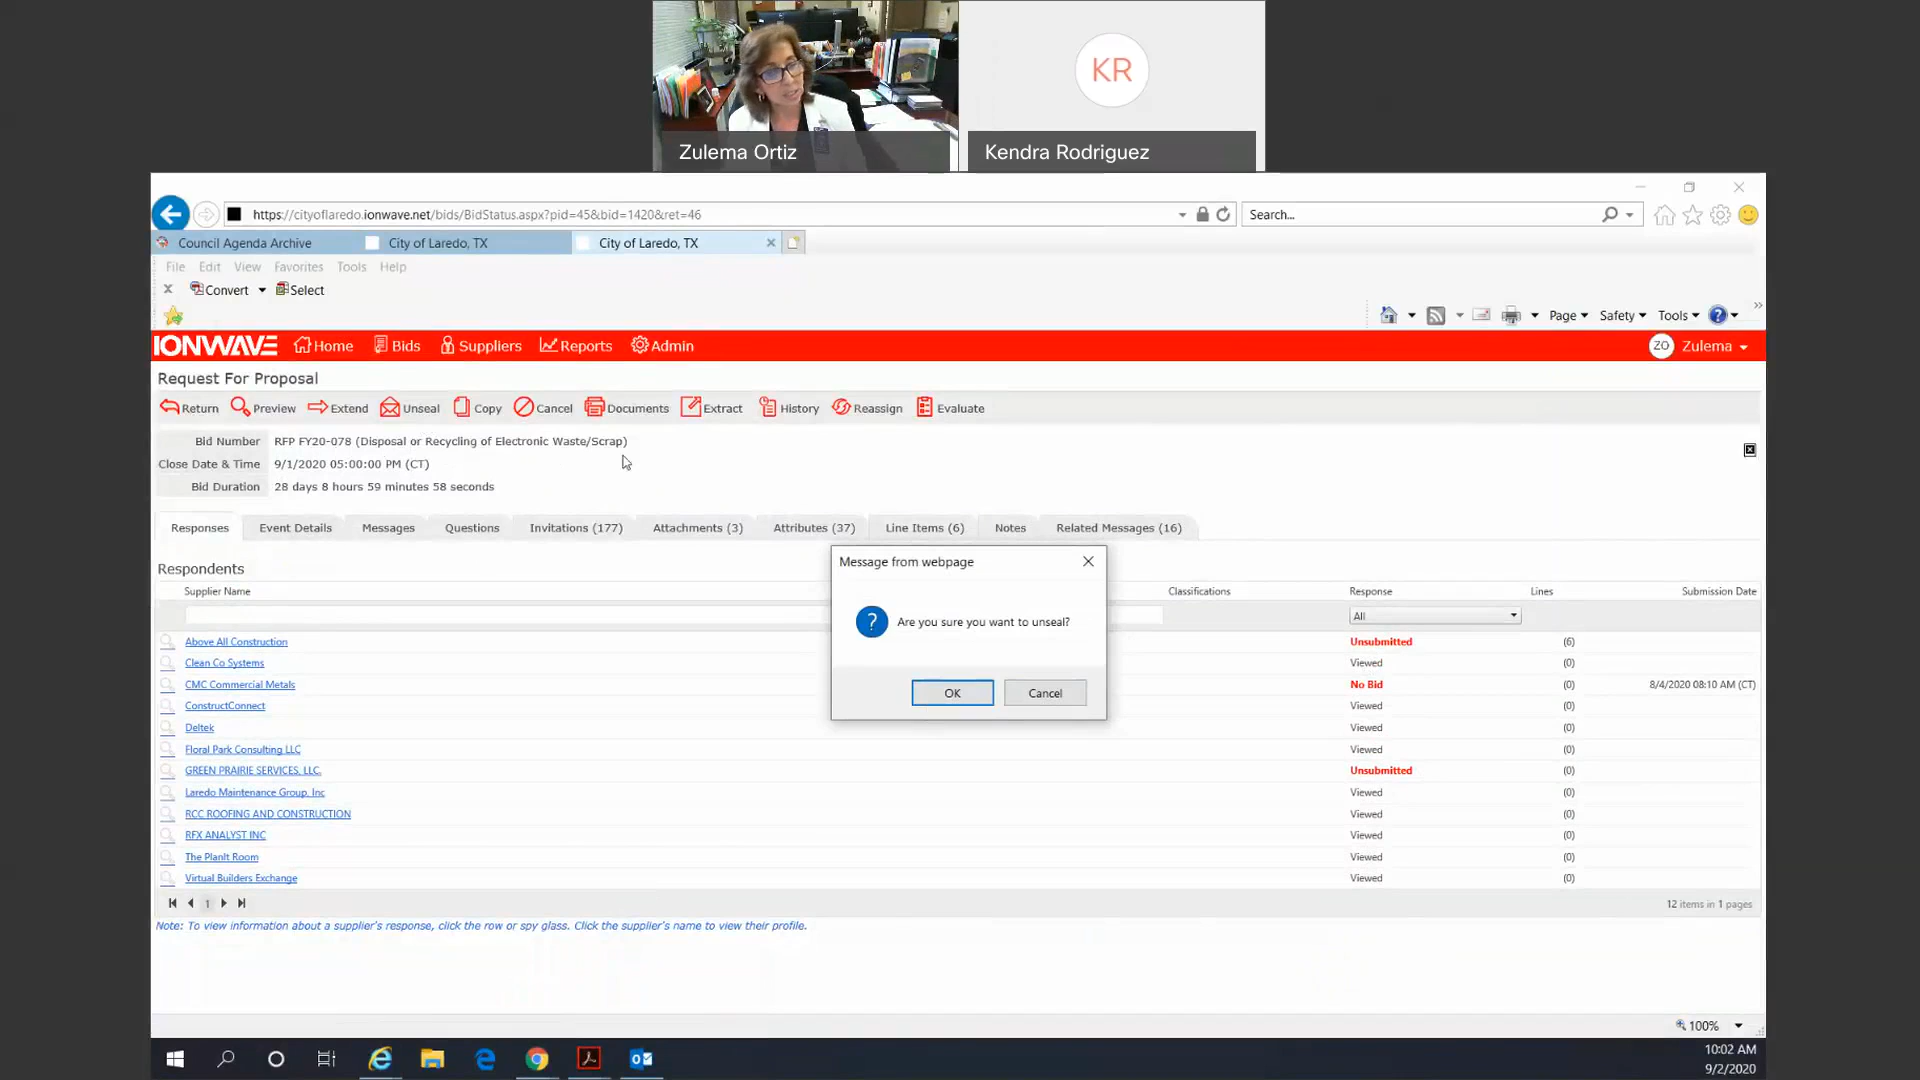 KR
Zulema Ortiz
Kendra Rodriguez
https://cityoflaredo.ionwave.net/bids/BidStatus.aspx?pid=45&bid=1420&ret=46
Search...
Council Agenda Archive
City of Laredo, TX
City of Laredo, TX
File Edit View Favorites Tools Help
Convert Select
Page Safety Tools
IONWAVE Home Bids Suppliers Reports Admin ZO Zulema
Request For Proposal
Return Preview Extend Unseal Copy Cancel Documents Extract History Reassign Evaluate
Bid Number RFP FY20-078 (Disposal or Recycling of Electronic Waste/Scrap)
Close Date & Time 9/1/2020 05:00:00 PM (CT)
Bid Duration 28 days 8 hours 59 minutes 58 seconds
Responses Event Details Messages Questions Invitations (177) Attachments (3) Attributes (37) Line Items (6) Notes Related Messages (16)
Message from webpage
Are you sure you want to unseal?
OK Cancel
Respondents
Supplier Name Classifications Response Lines Submission Date
All
Above All Construction Unsubmitted (6)
Clean Co Systems Viewed (0)
CMC Commercial Metals No Bid (0) 8/4/2020 08:10 AM (CT)
ConstructConnect Viewed (0)
Deltek Viewed (0)
Floral Park Consulting LLC Viewed (0)
GREEN PRAIRIE SERVICES, LLC. Unsubmitted (0)
Laredo Maintenance Group, Inc Viewed (0)
RCC ROOFING AND CONSTRUCTION Viewed (0)
RFX ANALYST INC Viewed (0)
The PlanIt Room Viewed (0)
Virtual Builders Exchange Viewed (0)
1 12 items in 1 pages
Note: To view information about a supplier's response, click the row or spy glass. Click the supplier's name to view their profile.
100%
10:02 AM
9/2/2020